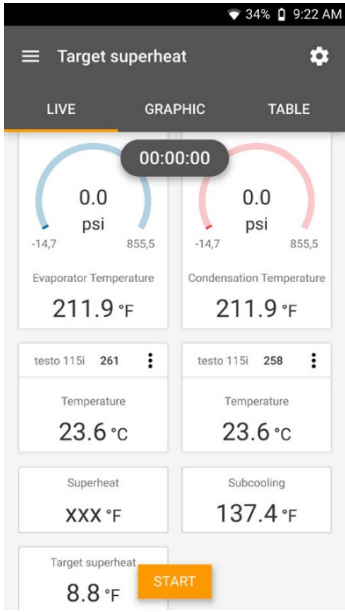 34% 9:22 AM
Target superheat
LIVE GRAPHIC TABLE
00:00:00
0.0 0.0
psi psi
-14,7 855,5 -14,7 855,5
Evaporator Temperature Condensation Temperature
211.9 °F 211.9 °F
testo 115i 261 testo 115i 258
Temperature Temperature
23.6 °C 23.6 °C
Superheat Subcooling
xxx °F 137.4 °F
Target superheat
8.8 °F START